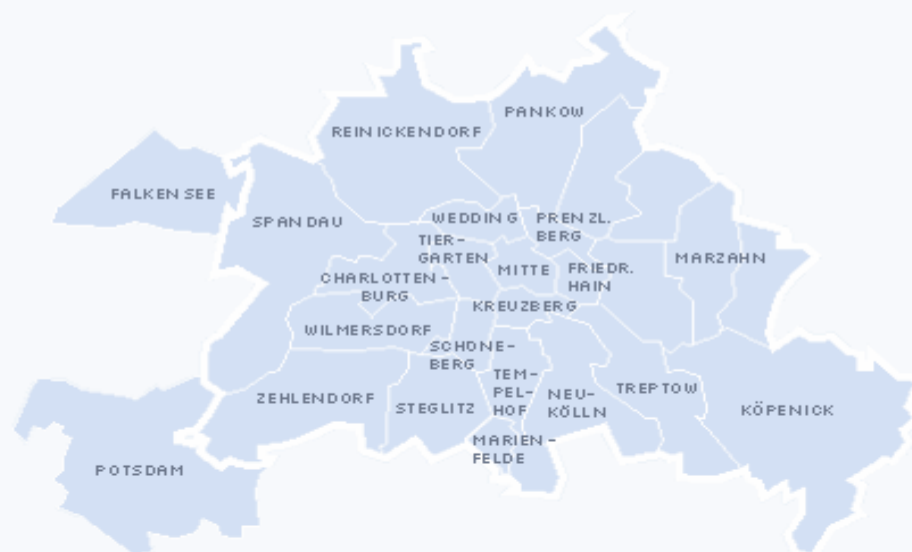 PANKOW
REINICKENDORF
FALKENSEE
SPANDAU
WEDDING
PRENZL.
BERG
TIER-
GARTEN
MITTE
FRIEDR.
HAIN
MARZAHN
CHARLOTTEN-
BURG
KREUZBERG
WILMERSDORF
SCHÖNE-
BERG
TEM-
PEL-
HOF
NEU-
KÖLLN
TREPTOW
KÖPENICK
ZEHLENDORF
STEGLITZ
MARIEN-
FELDE
POTSDAM